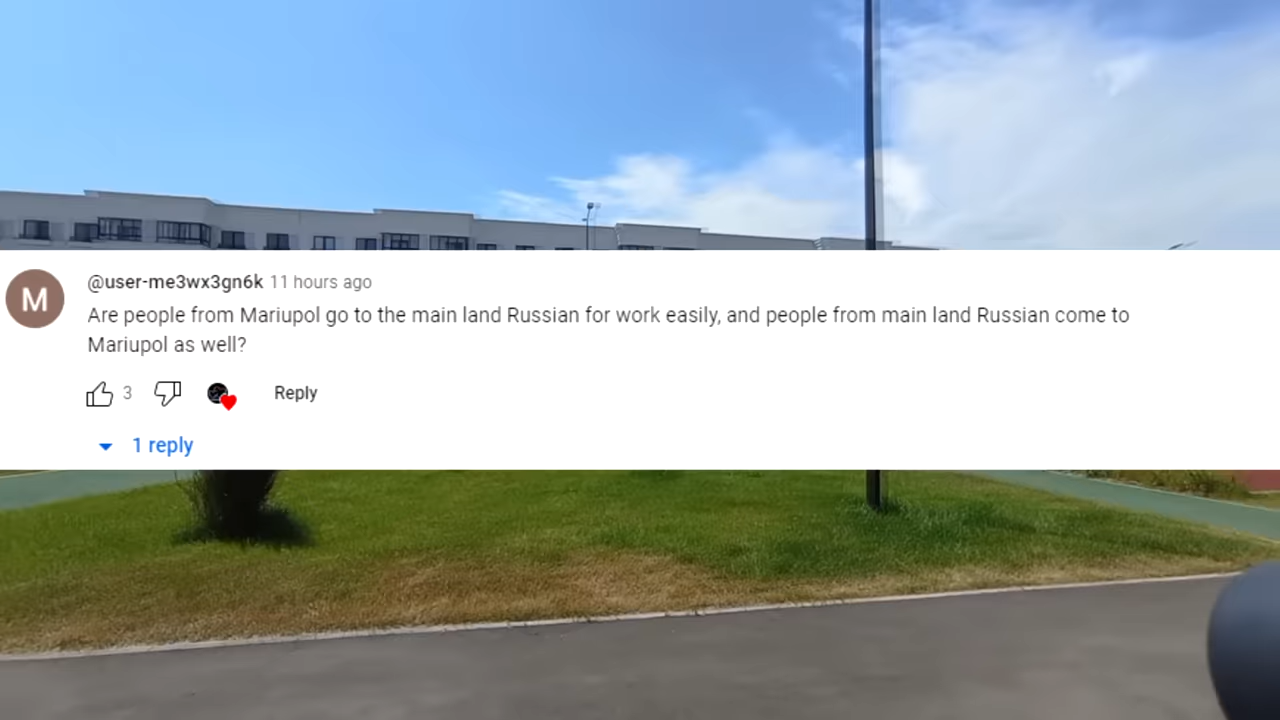 M
@user-me3wx3gn6k 11 hours ago
Are people from Mariupol go to the main land Russian for work easily, and people from main land Russian come to
Mariupol as well?
3
Reply
1 reply